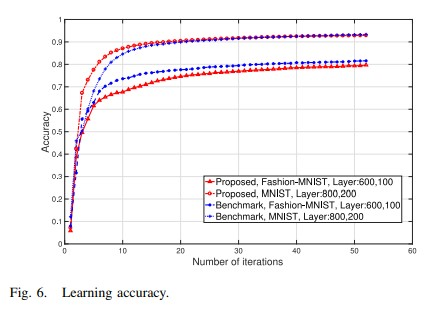 1
0.9
0.8
0.7
0.6
0.5
0.4
0.3
0.2
0.1
0
Accuracy
Proposed, Fashion-MNIST, Layer:600,100
Proposed, MNIST, Layer:800,200
Benchmark, Fashion-MNIST, Layer:600,100
Benchmark, MNIST, Layer:800,200
0 10 20 30 40 50 60
Number of iterations
Fig. 6. Learning accuracy.